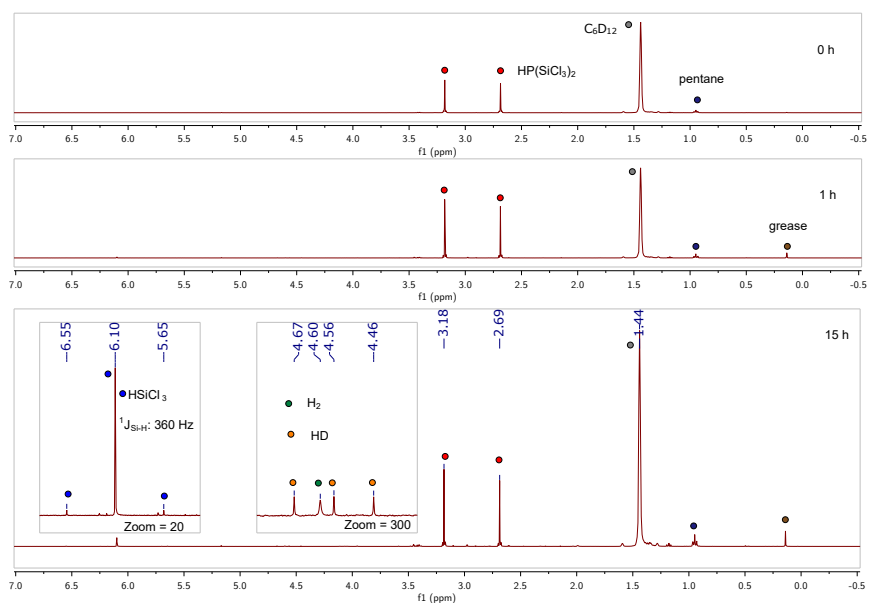 C₆D₁₂
0 h
HP(SiCl₃)₂
pentane
7.0 6.5 6.0 5.5 5.0 4.5 4.0 3.5 3.0 2.5 2.0 1.5 1.0 0.5 0.0 -0.5
f1 (ppm)
1 h
grease
7.0 6.5 6.0 5.5 5.0 4.5 4.0 3.5 3.0 2.5 2.0 1.5 1.0 0.5 0.0 -0.5
f1 (ppm)
6.55 6.10 5.65 4.67 4.60 4.56 4.46 3.18 2.69 1.44
15 h
HSiCl₃
¹J_Si-H: 360 Hz
H₂
HD
Zoom = 20
Zoom = 300
7.0 6.5 6.0 5.5 5.0 4.5 4.0 3.5 3.0 2.5 2.0 1.5 1.0 0.5 0.0 -0.5
f1 (ppm)